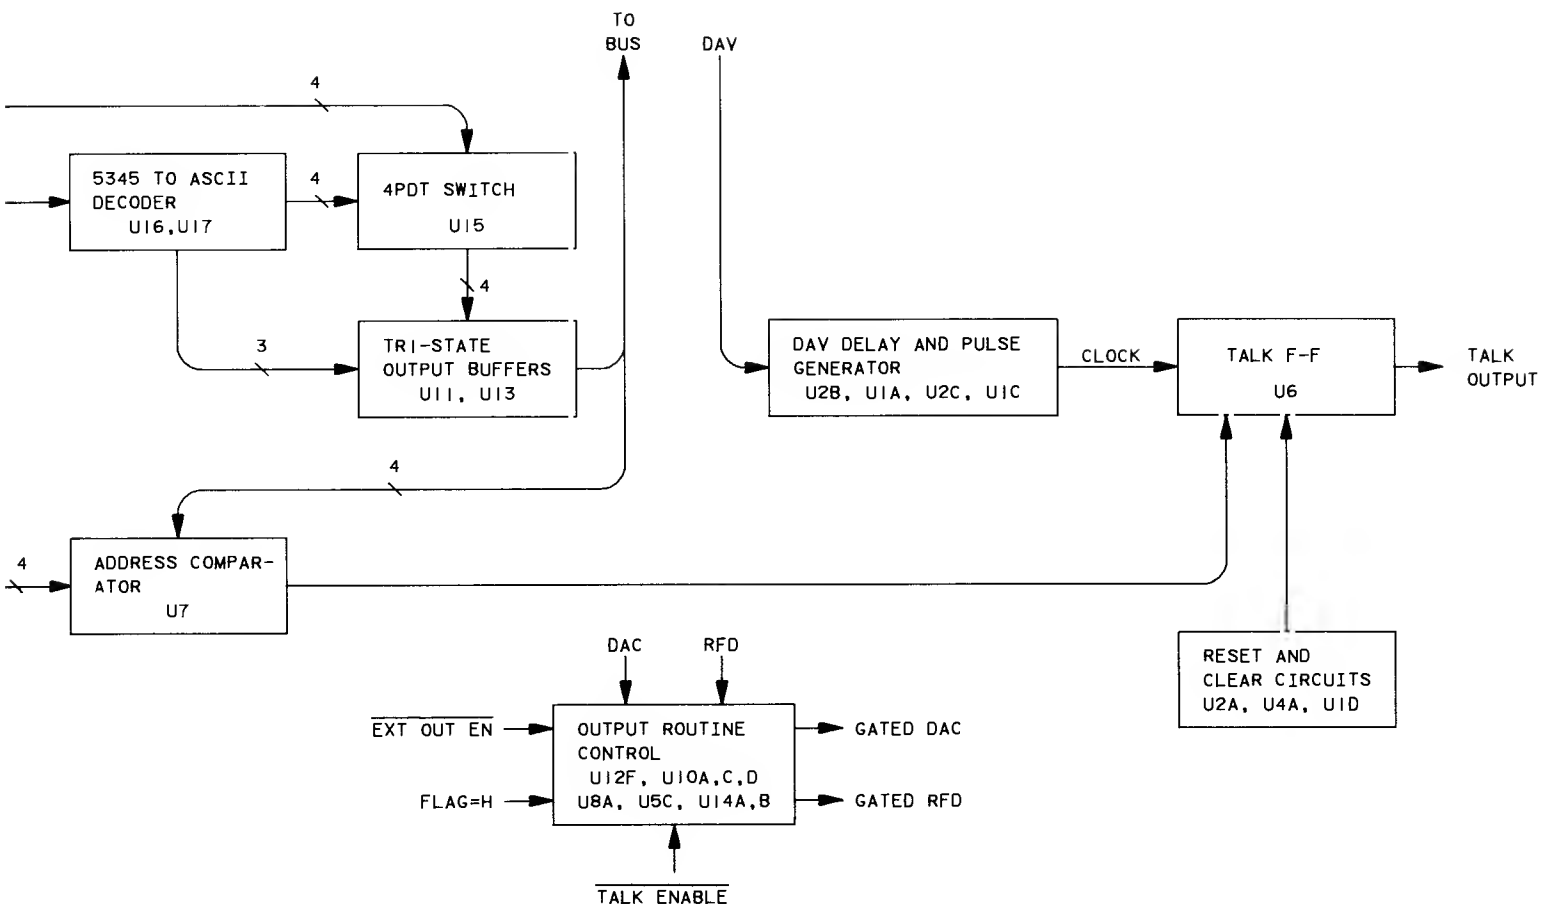 TO
BUS
DAV
4
5345 TO ASCII
DECODER
U16,U17
4
4PDT SWITCH
U15
4
3
TRI-STATE
OUTPUT BUFFERS
U11, U13
DAV DELAY AND PULSE
GENERATOR
U2B, U1A, U2C, U1C
CLOCK
TALK F-F
U6
TALK
OUTPUT
4
4
ADDRESS COMPAR-
ATOR
U7
RESET AND
CLEAR CIRCUITS
U2A, U4A, U1D
DAC
RFD
EXT OUT EN
FLAG=H
OUTPUT ROUTINE
CONTROL
U12F, U10A,C,D
U8A, U5C, U14A,B
GATED DAC
GATED RFD
TALK ENABLE